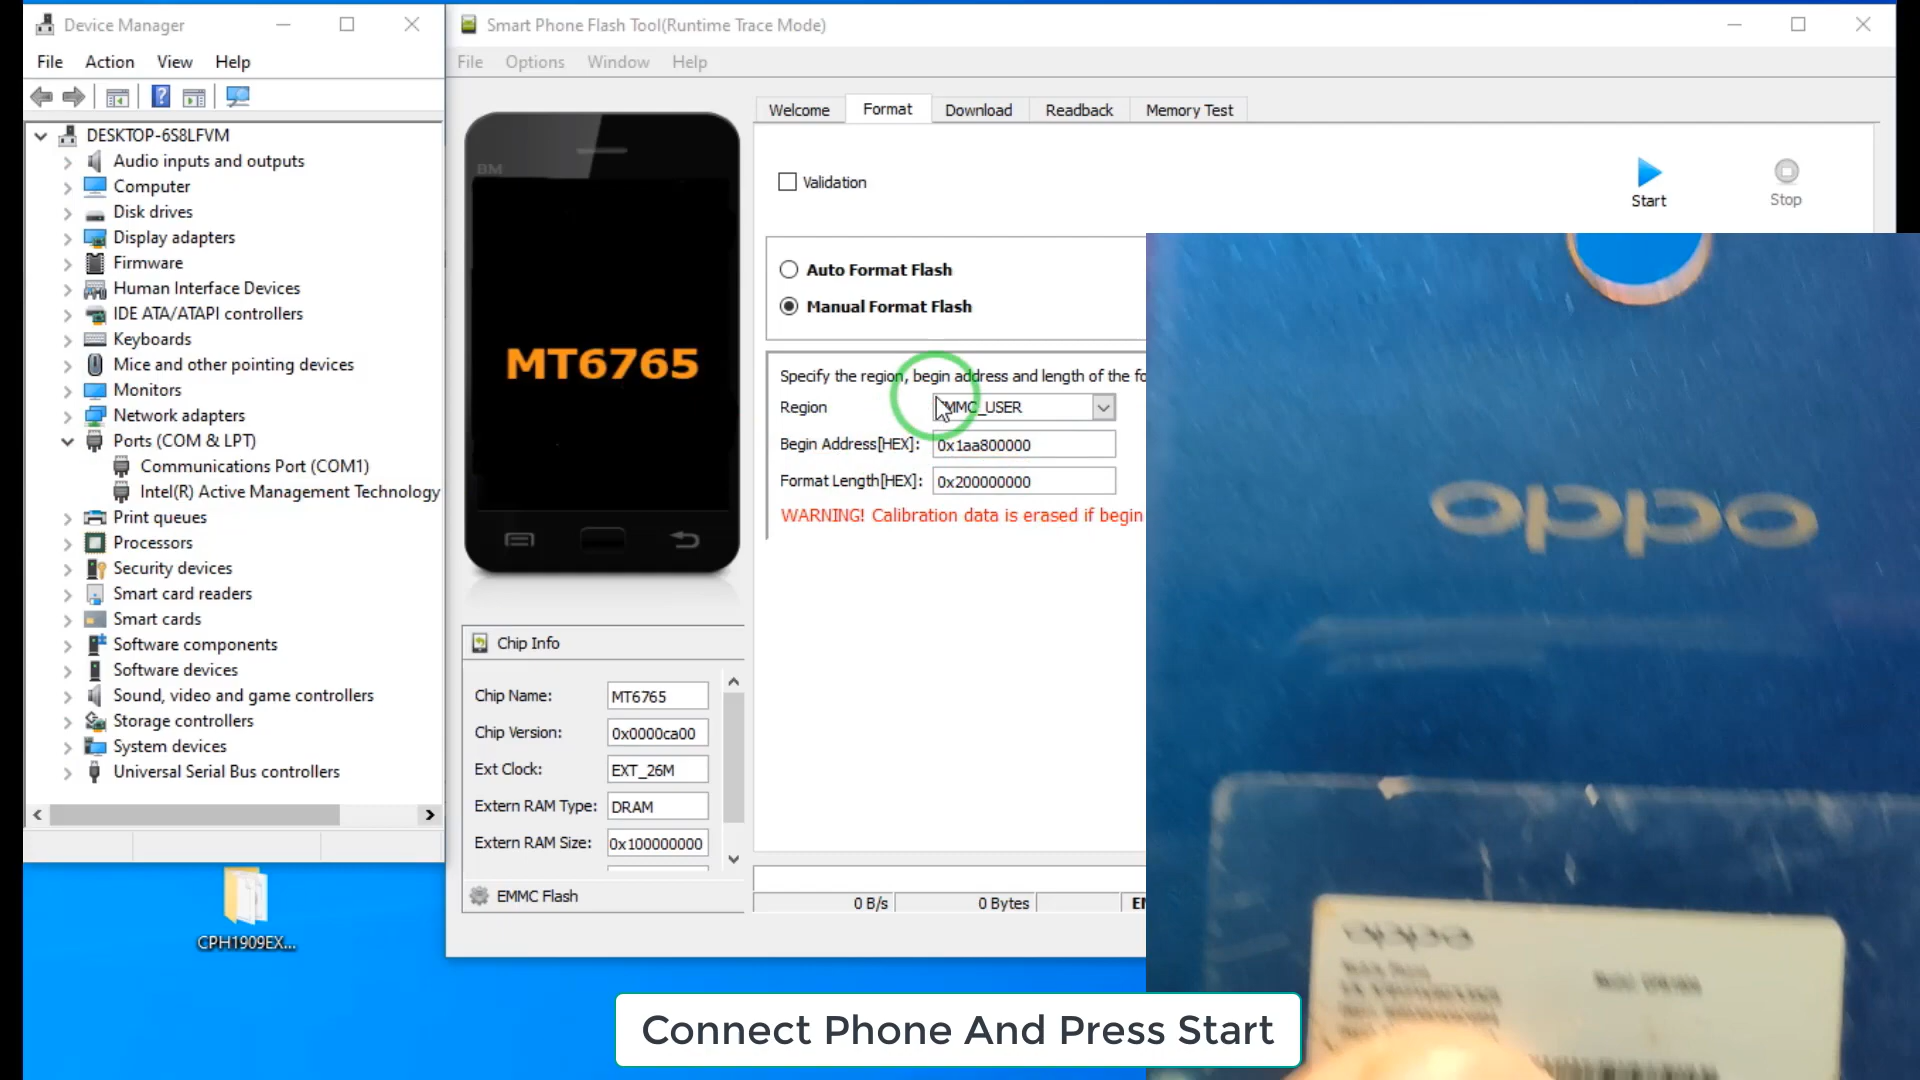 Device Manager
File Action View Help
DESKTOP-6S8LFVM
Audio inputs and outputs
Computer
Disk drives
Display adapters
Firmware
Human Interface Devices
IDE ATA/ATAPI controllers
Keyboards
Mice and other pointing devices
Monitors
Network adapters
Ports (COM & LPT)
Communications Port (COM1)
Intel(R) Active Management Technology
Print queues
Processors
Security devices
Smart card readers
Smart cards
Software components
Software devices
Sound, video and game controllers
Storage controllers
System devices
Universal Serial Bus controllers
CPH1909EX...
Smart Phone Flash Tool(Runtime Trace Mode)
File Options Window Help
BM
MT6765
Chip Info
Chip Name: MT6765
Chip Version: 0x0000ca00
Ext Clock: EXT_26M
Extern RAM Type: DRAM
Extern RAM Size: 0x100000000
EMMC Flash
Welcome Format Download Readback Memory Test
Validation
Start Stop
Auto Format Flash
Manual Format Flash
Specify the region, begin address and length of the fo
Region EMMC_USER
Begin Address[HEX]: 0x1aa800000
Format Length[HEX]: 0x200000000
WARNING! Calibration data is erased if begin
0 B/s 0 Bytes
oppo
oppo
Connect Phone And Press Start